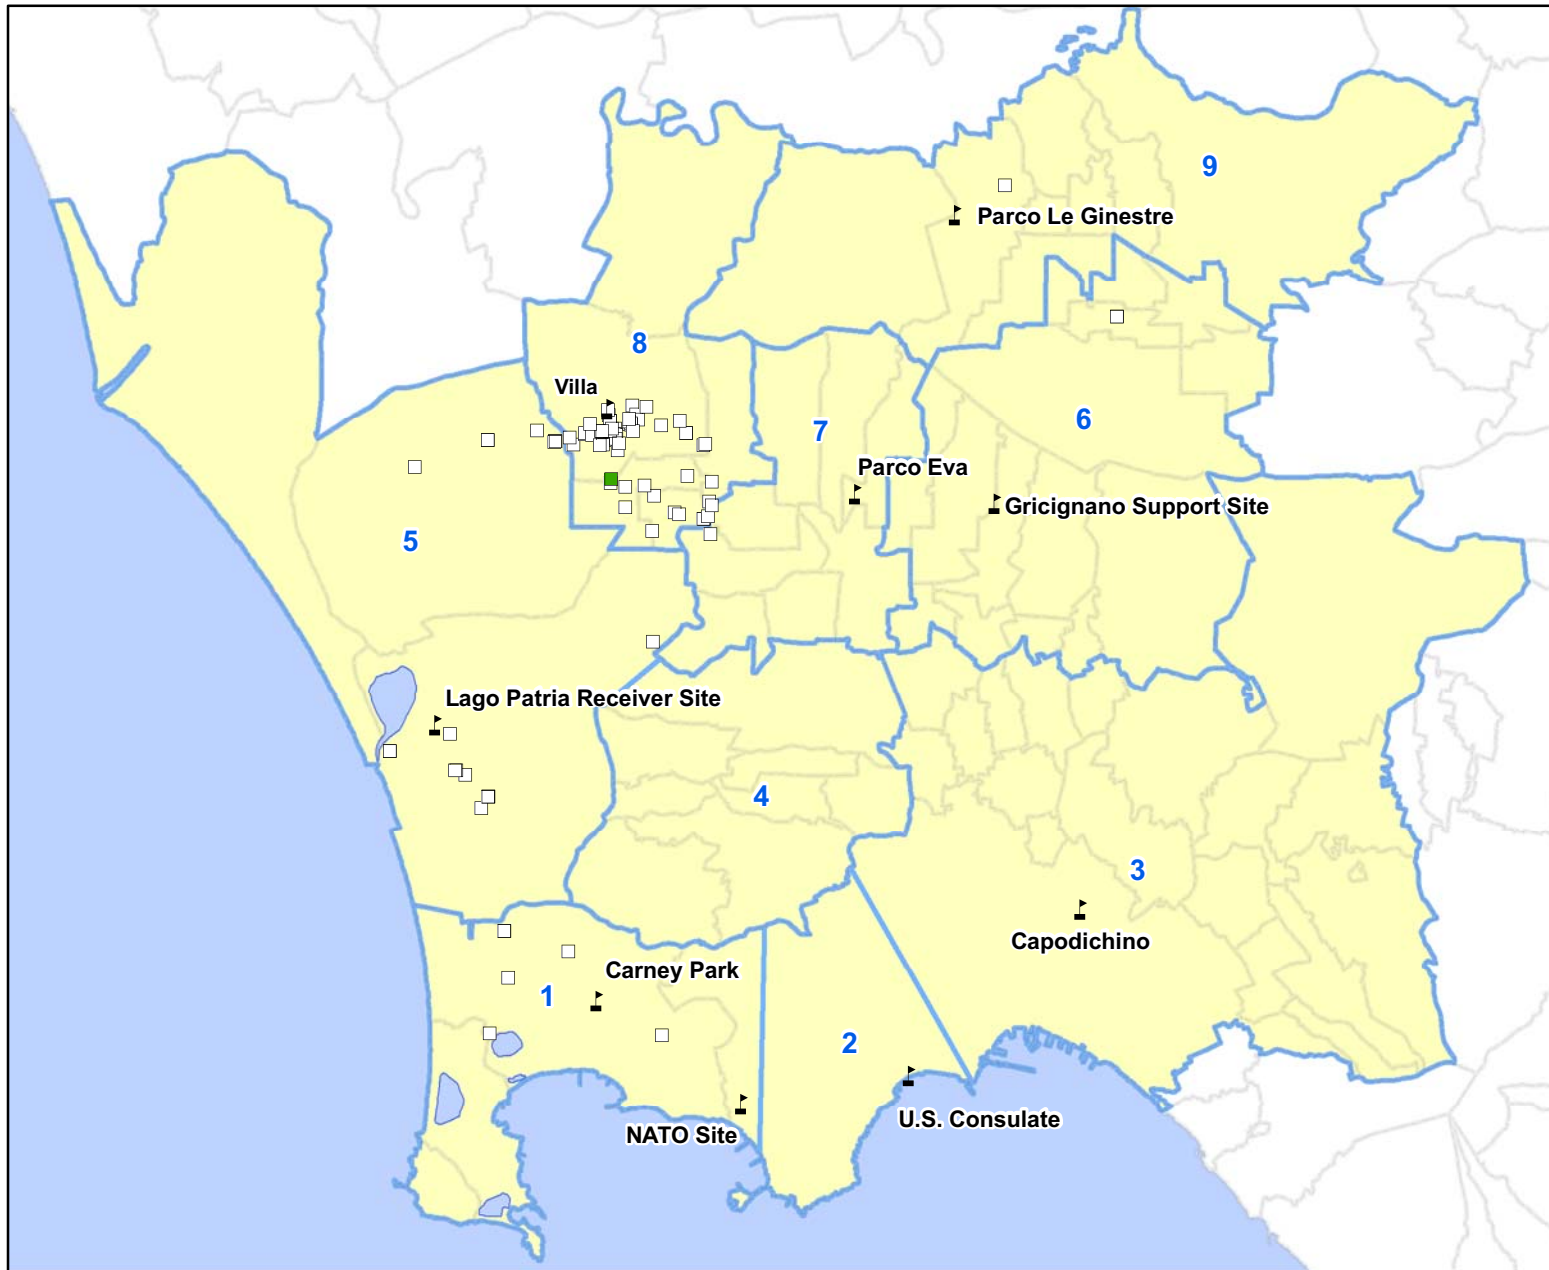 9
Parco Le Ginestre
8
Villa
6
7
Parco Eva
Gricignano Support Site
5
Lago Patria Receiver Site
4
3
Capodichino
Carney Park
1
2
U.S. Consulate
NATO Site